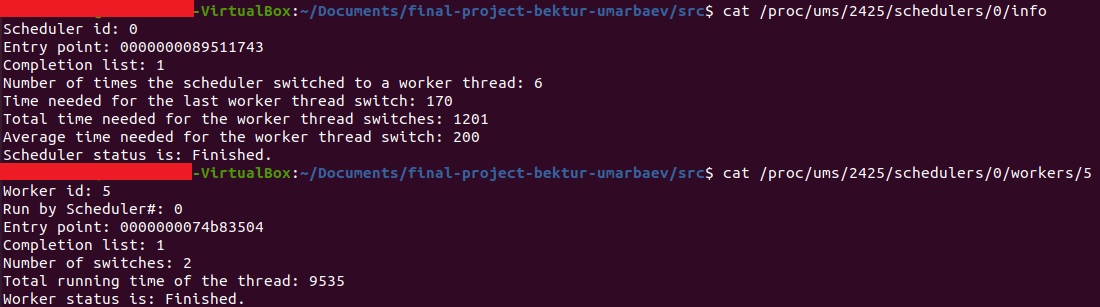 -VirtualBox:~/Documents/final-project-bektur-umarbaev/src$ cat /proc/ums/2425/schedulers/0/info
Scheduler id: 0
Entry point: 0000000089511743
Completion list: 1
Number of times the scheduler switched to a worker thread: 6
Time needed for the last worker thread switch: 170
Total time needed for the worker thread switches: 1201
Average time needed for the worker thread switch: 200
Scheduler status is: Finished.
-VirtualBox:~/Documents/final-project-bektur-umarbaev/src$ cat /proc/ums/2425/schedulers/0/workers/5
Worker id: 5
Run by Scheduler#: 0
Entry point: 0000000074b83504
Completion list: 1
Number of switches: 2
Total running time of the thread: 9535
Worker status is: Finished.